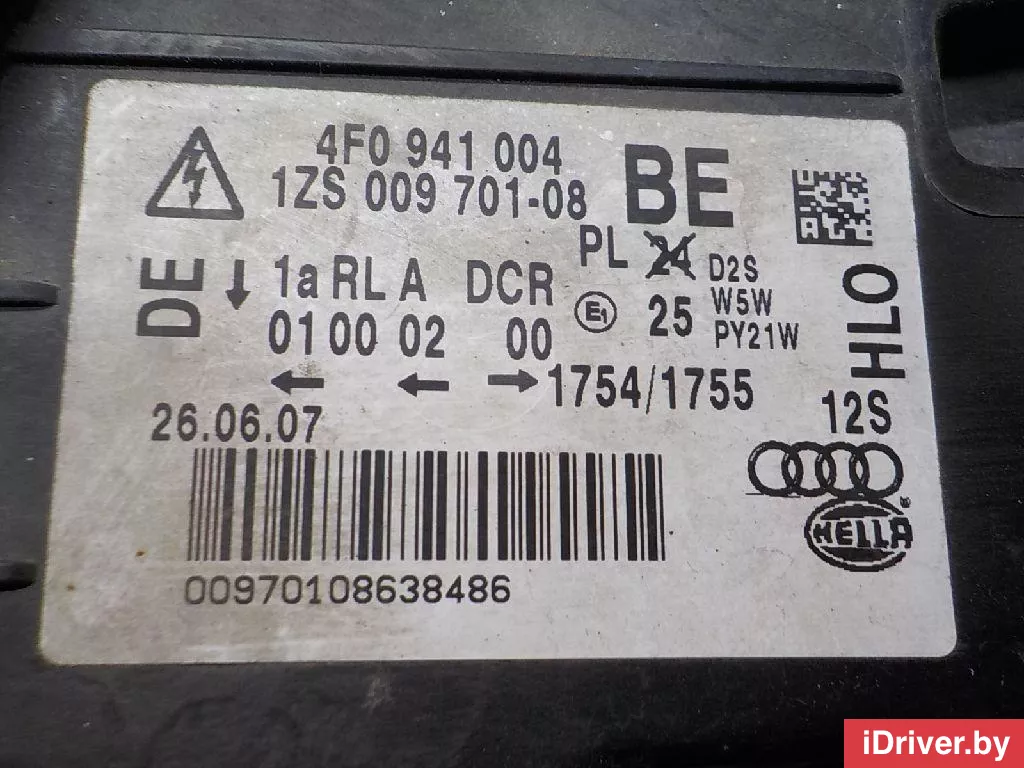 4F0 941 004
1ZS 009 701-08
BE
PL 24 D2S
DE
1a RL A DCR
E1
25 W5W
PY21W
HLO
01 00 02 00
1754/1755
12S
26.06.07
HELLA
®
00970108638486
iDriver.by